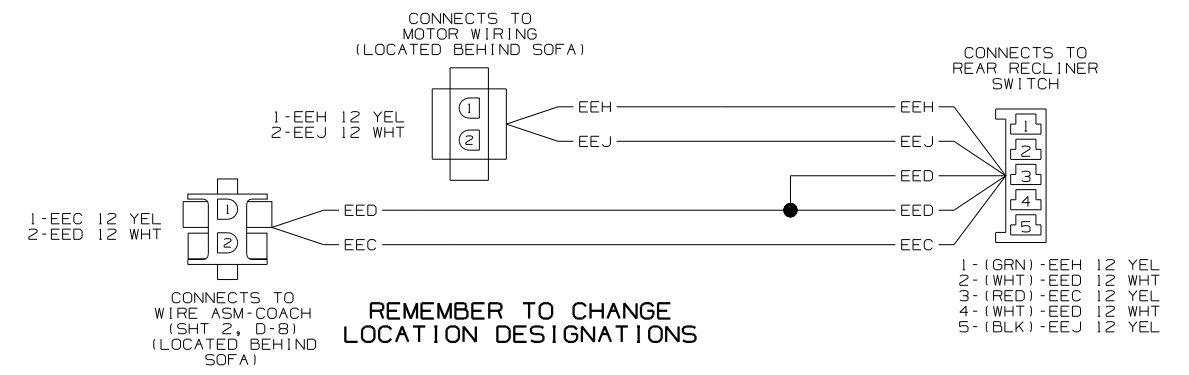 CONNECTS TO
MOTOR WIRING
(LOCATED BEHIND SOFA)
1-EEH 12 YEL
2-EEJ 12 WHT
1
2
EEH
EEJ
EEH
EEJ
EED
EED
EEC
CONNECTS TO
REAR RECLINER
SWITCH
1
2
3
4
5
1-(GRN)-EEH 12 YEL
2-(WHT)-EED 12 WHT
3-(RED)-EEC 12 YEL
4-(WHT)-EED 12 WHT
5-(BLK)-EEJ 12 YEL
1-EEC 12 YEL
2-EED 12 WHT
1
2
EED
EEC
CONNECTS TO
WIRE ASM-COACH
(SHT 2, D-8)
(LOCATED BEHIND
SOFA)
REMEMBER TO CHANGE
LOCATION DESIGNATIONS